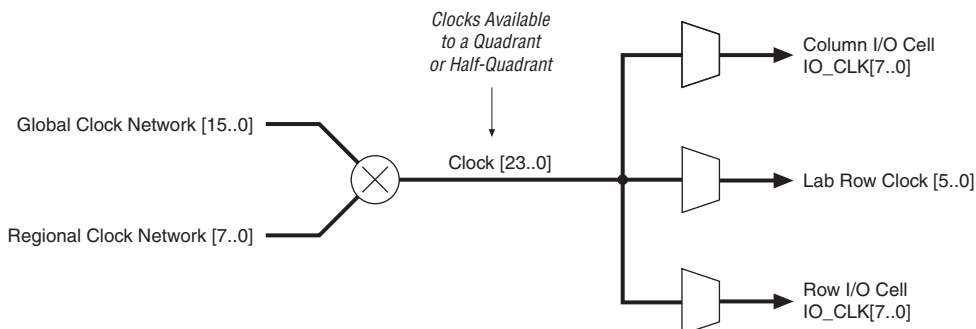 Clocks Available
to a Quadrant
or Half-Quadrant
Column I/O Cell
IO_CLK[7..0]
Global Clock Network [15..0]
Clock [23..0]
Lab Row Clock [5..0]
Regional Clock Network [7..0]
Row I/O Cell
IO_CLK[7..0]